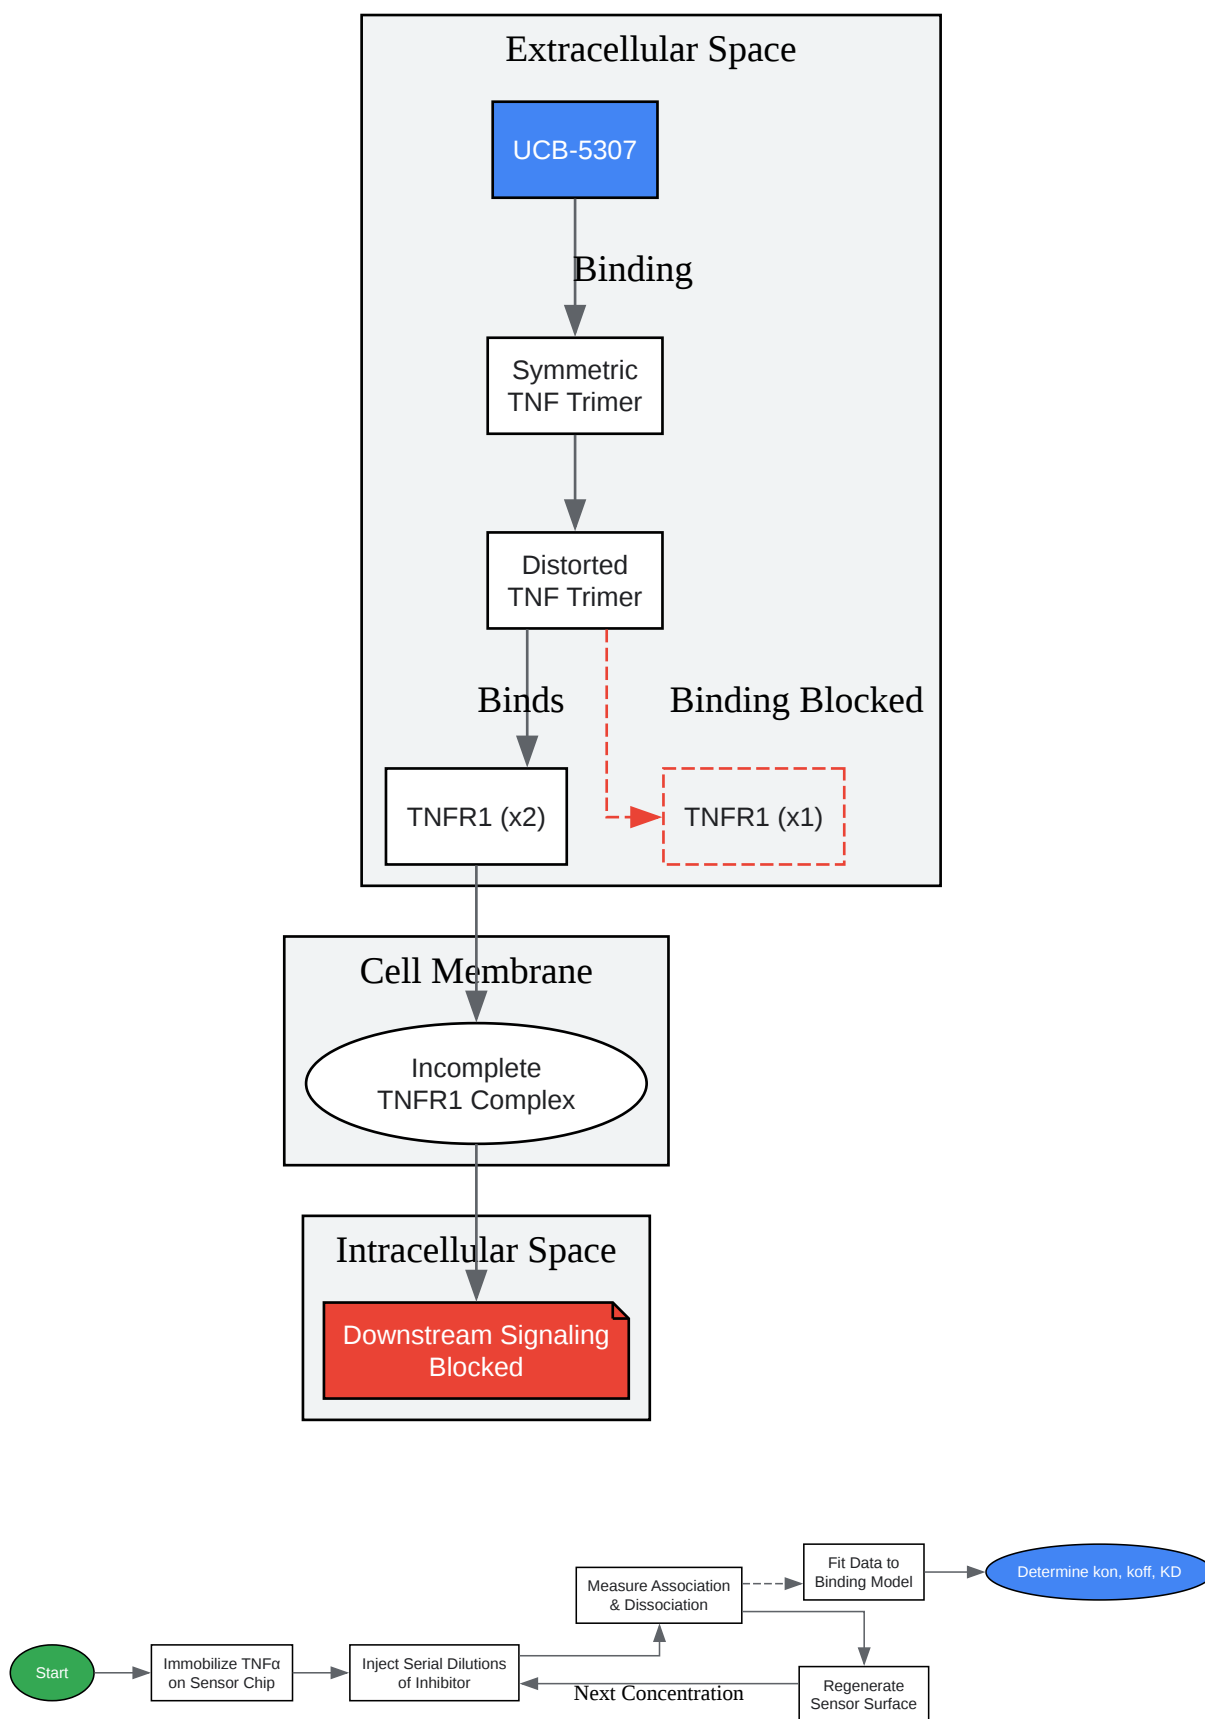 Extracellular Space
UCB-5307
Binding
Symmetric
TNF Trimer
Distorted
TNF Trimer
Binds
Binding Blocked
TNFR1 (x2)
TNFR1 (x1)
Cell Membrane
Incomplete
TNFR1 Complex
Intracellular Space
Downstream Signaling
Blocked
Start
Immobilize TNFα
on Sensor Chip
Inject Serial Dilutions
of Inhibitor
Measure Association
& Dissociation
Fit Data to
Binding Model
Determine kon, koff, KD
Next Concentration
Regenerate
Sensor Surface